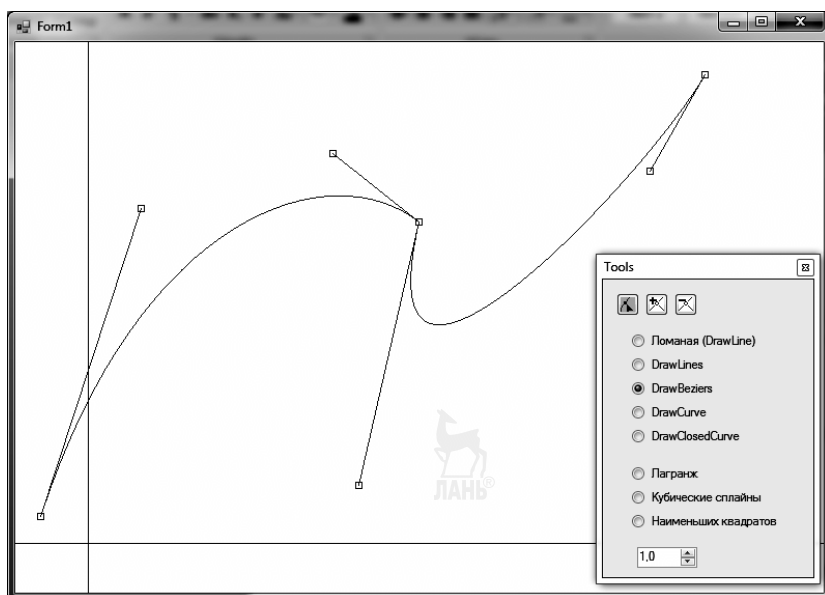 Form1
Tools
Ломаная (DrawLine)
DrawLines
DrawBeziers
DrawCurve
DrawClosedCurve
Лагранж
Кубические сплайны
Наименьших квадратов
1,0
ЛАНЬ®